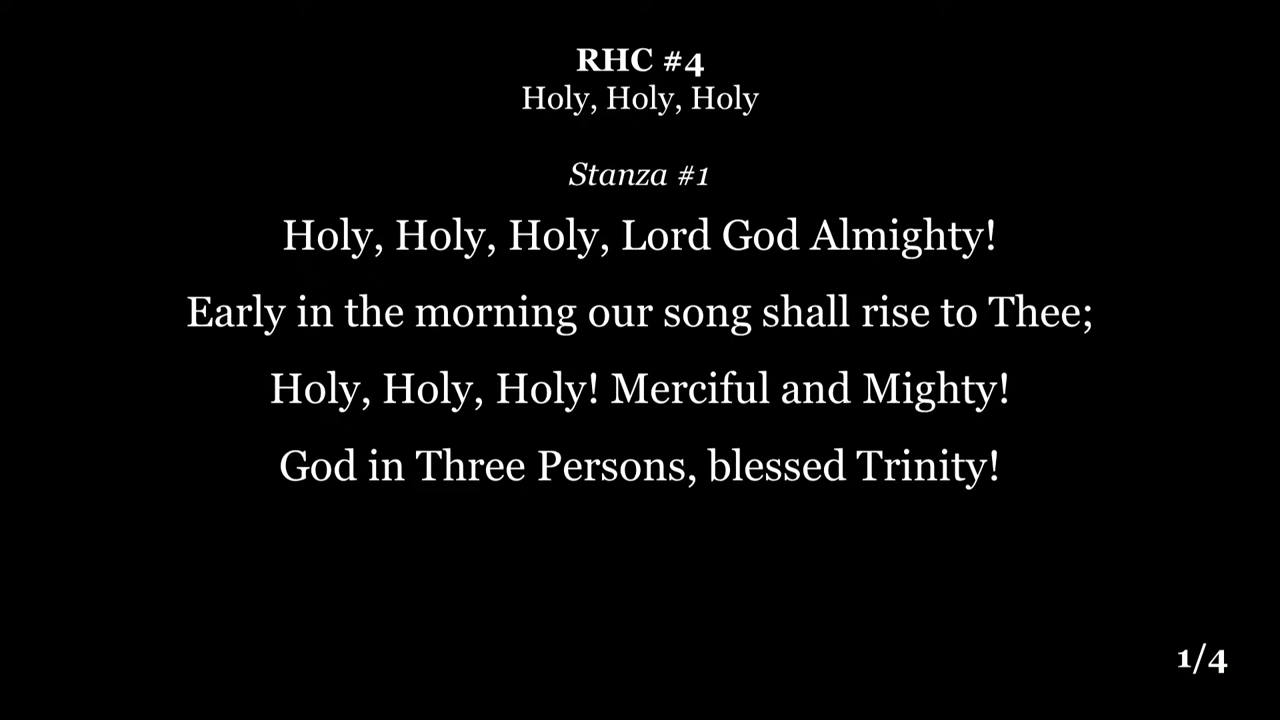 RHC #4
Holy, Holy, Holy
Stanza #1
Holy, Holy, Holy, Lord God Almighty!
Early in the morning our song shall rise to Thee;
Holy, Holy, Holy! Merciful and Mighty!
God in Three Persons, blessed Trinity!
1/4